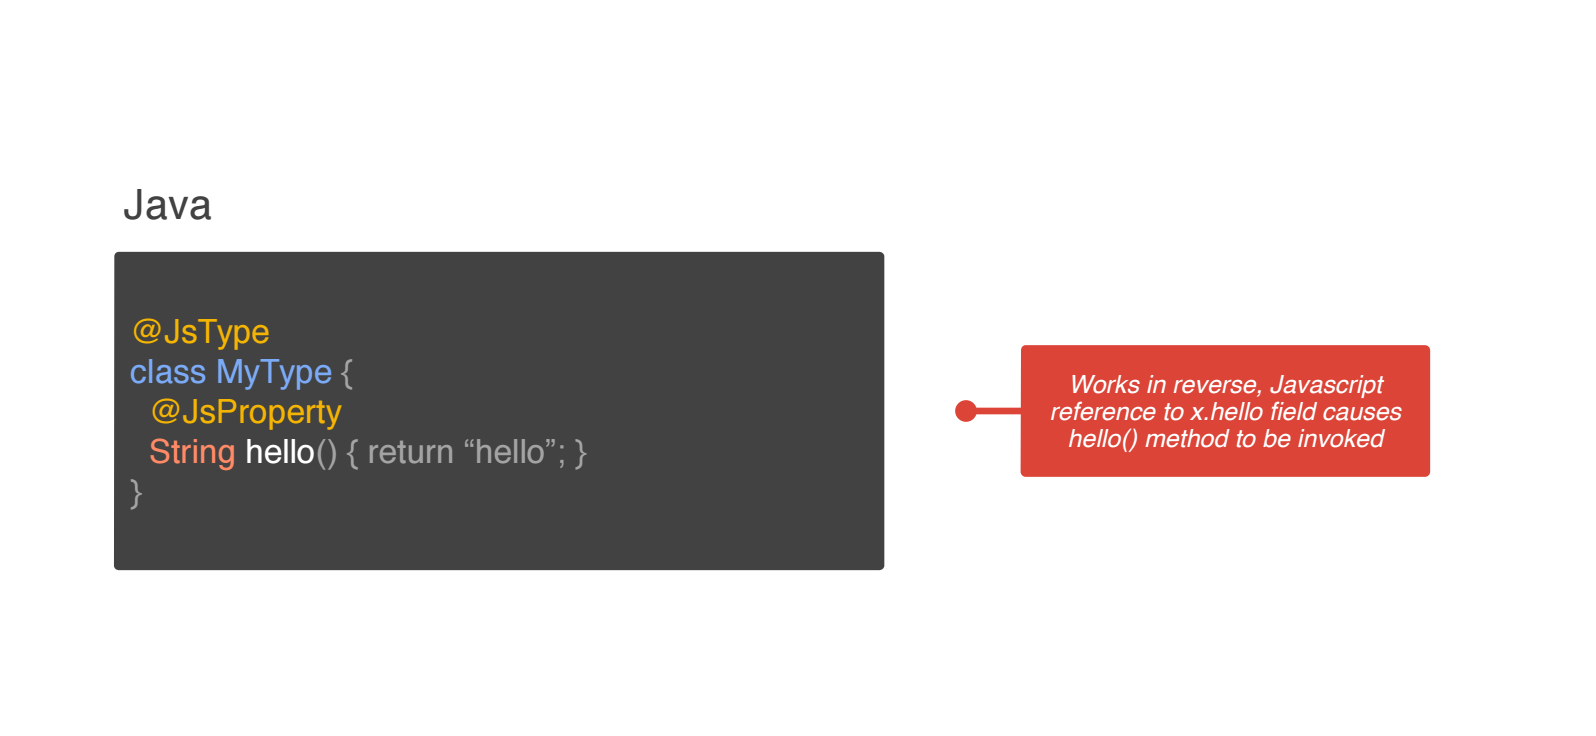 Java
@JsType
class MyType {
@JsProperty
String hello() { return “hello”; }
}
Works in reverse, Javascript
reference to x.hello field causes
hello() method to be invoked